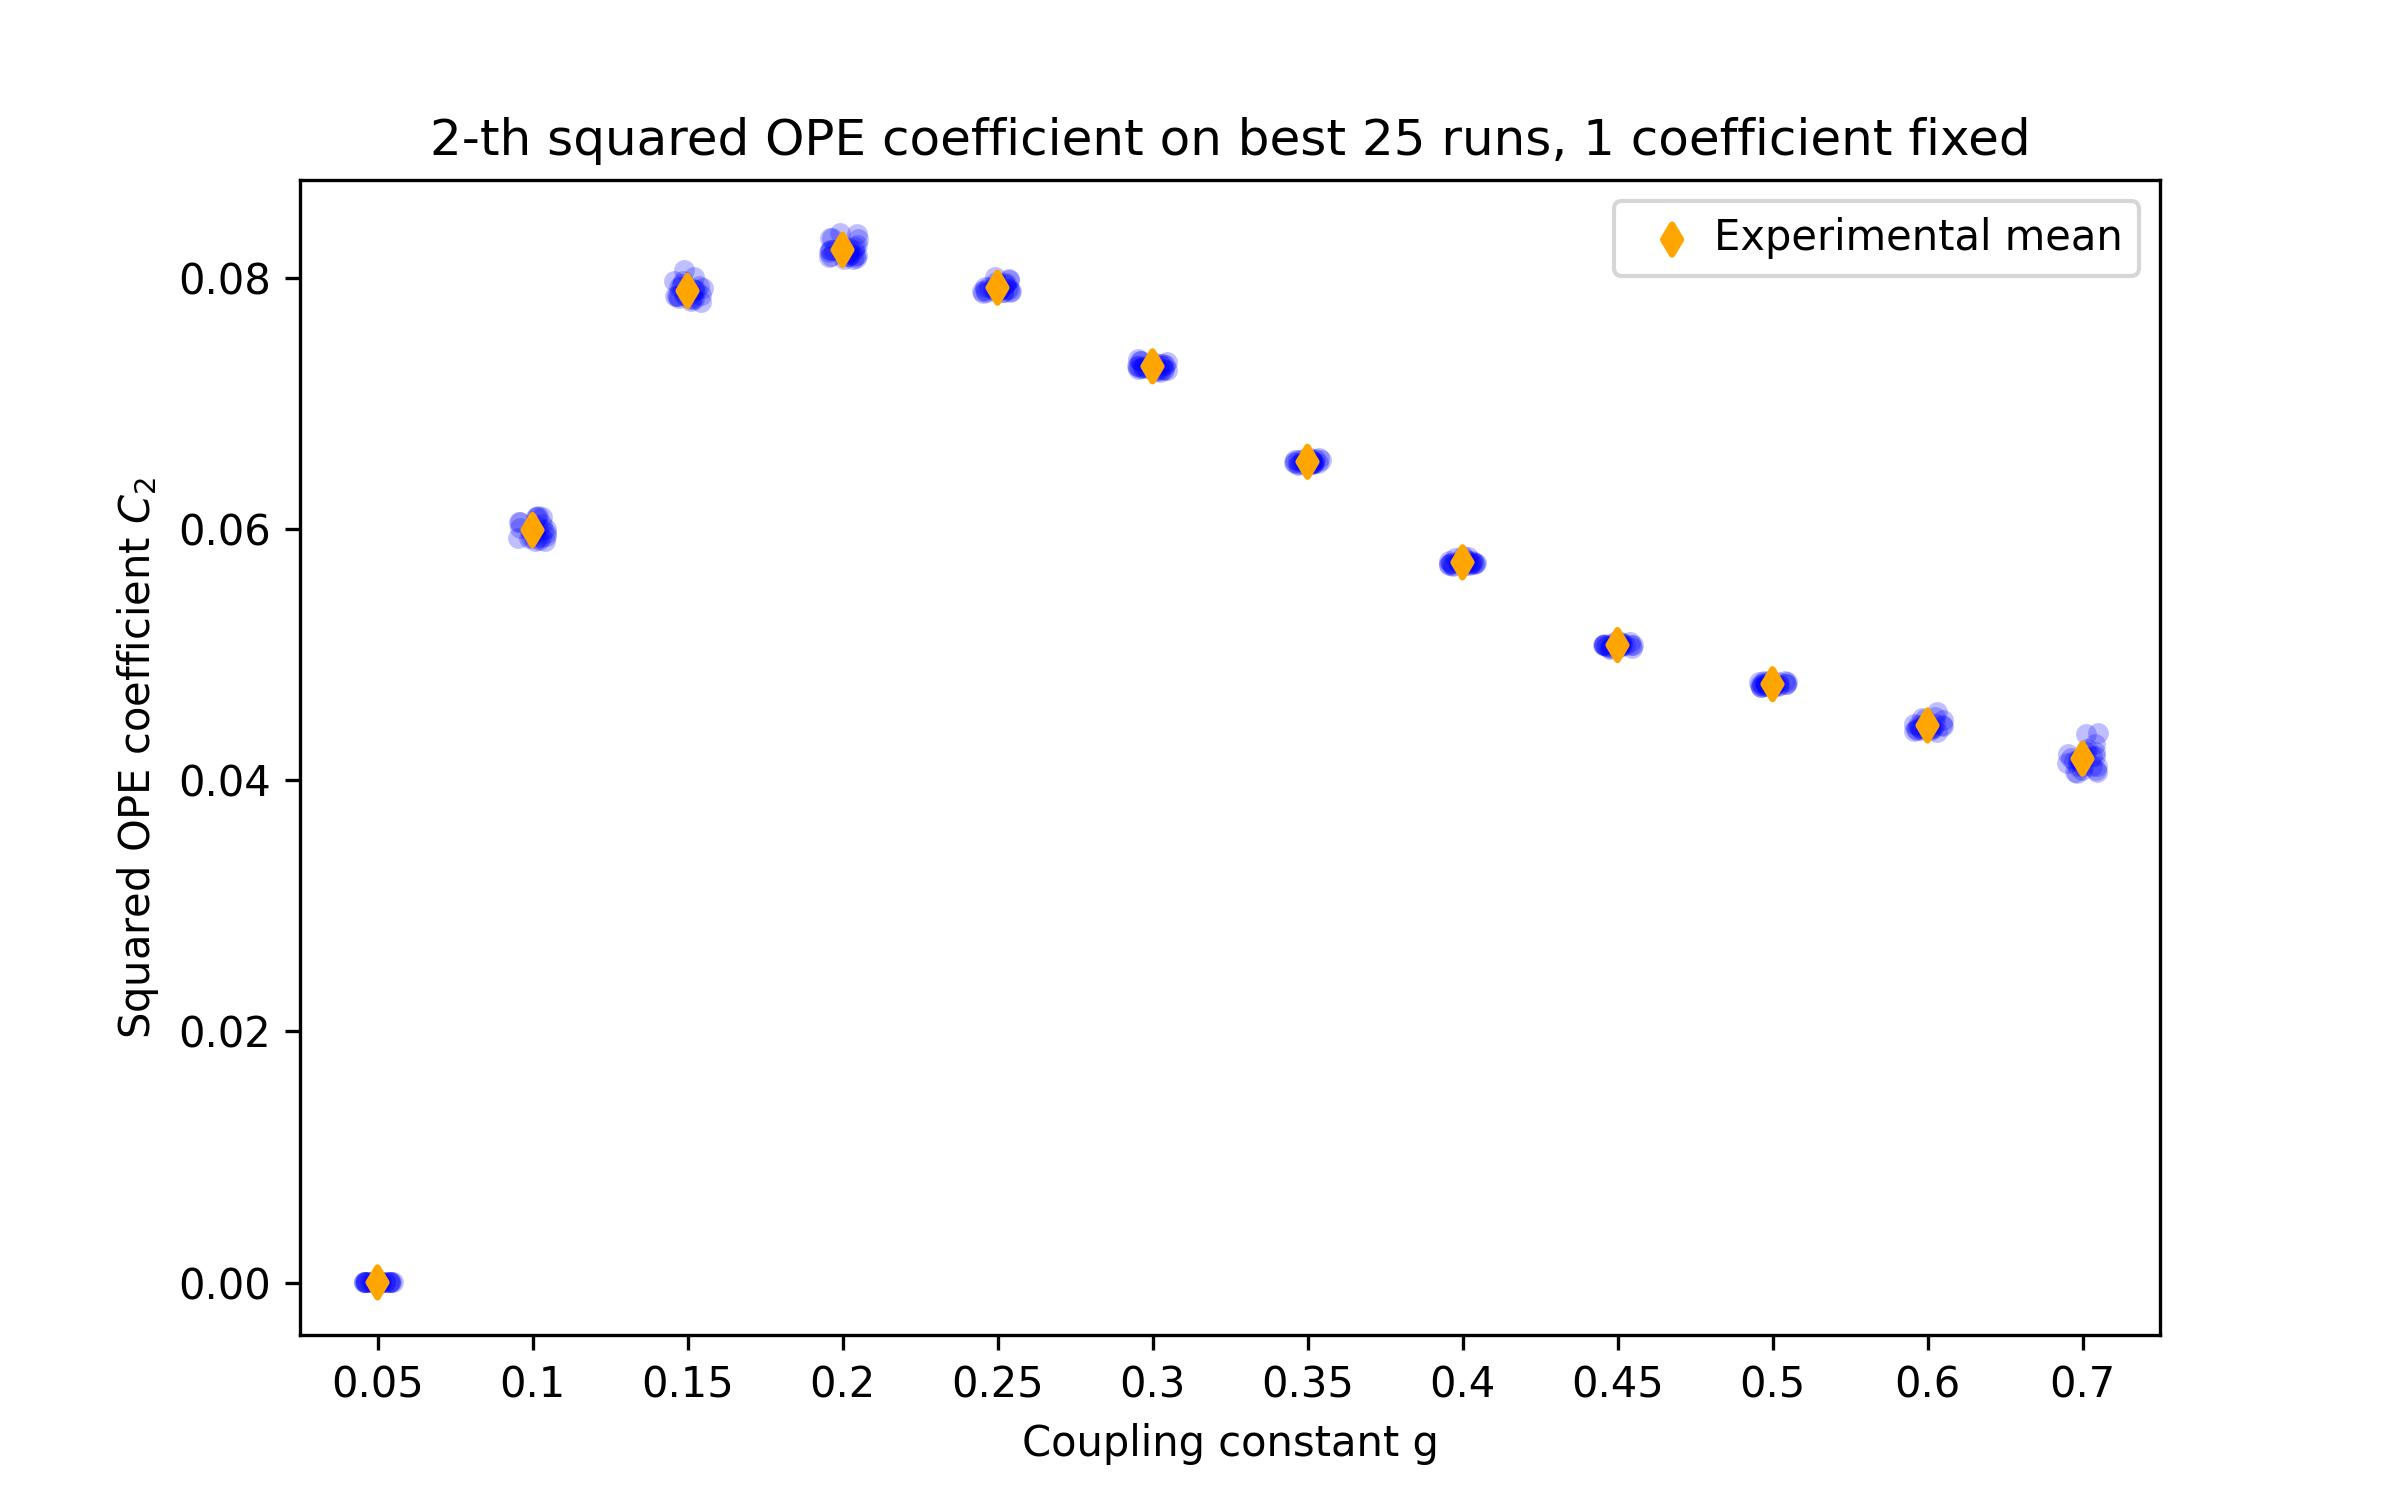 2-th squared OPE coefficient on best 25 runs, 1 coefficient fixed
Experimental mean
Squared OPE coefficient C₂
0.08
0.06
0.04
0.02
0.00
0.05 0.1 0.15 0.2 0.25 0.3 0.35 0.4 0.45 0.5 0.6 0.7
Coupling constant g